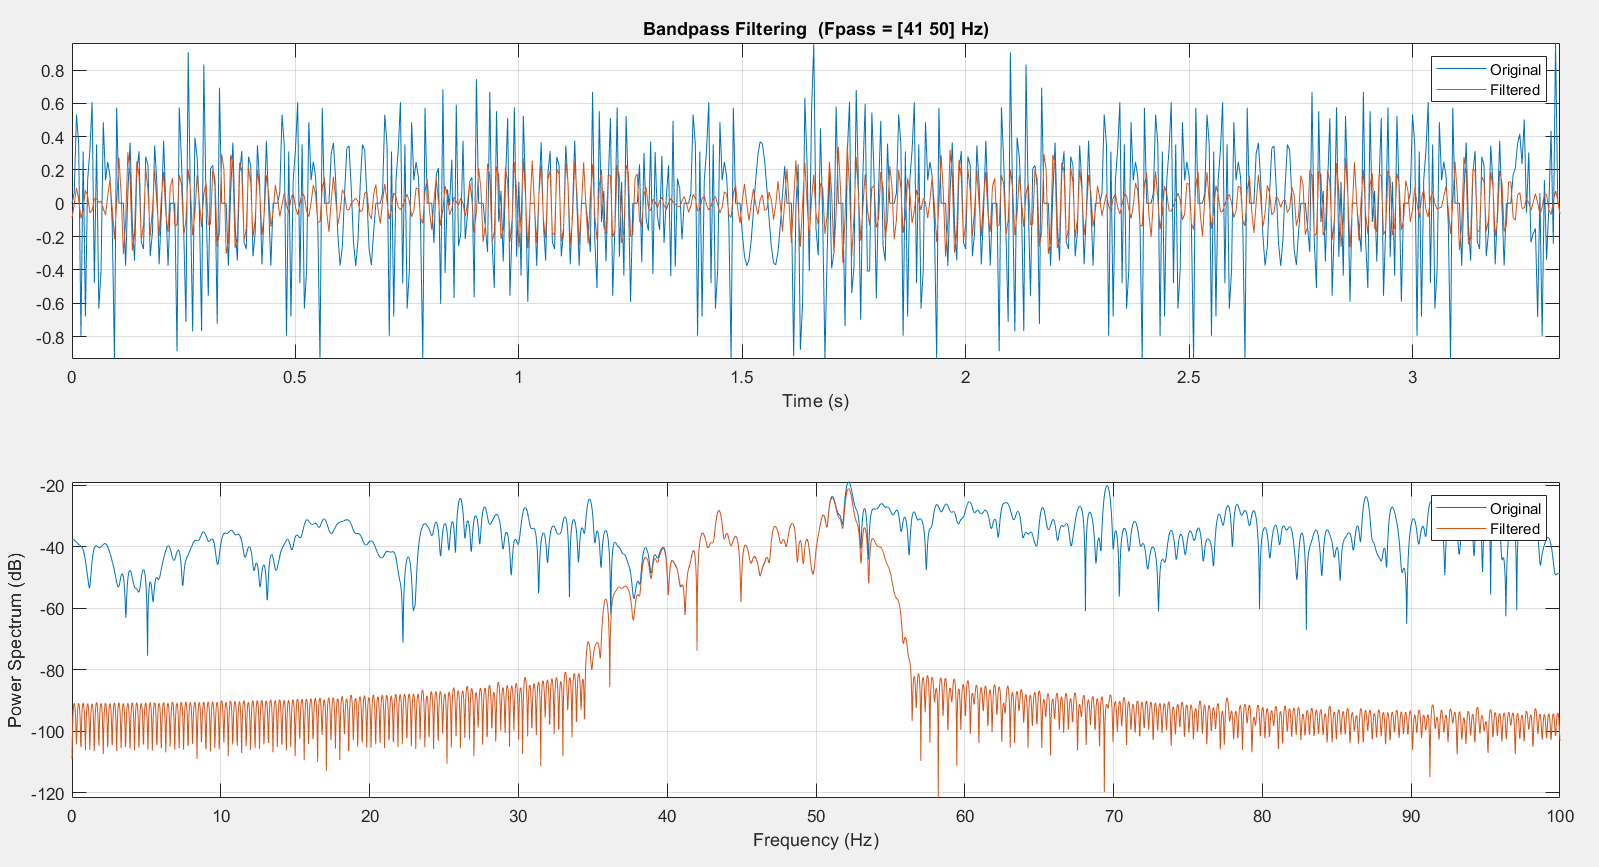 Bandpass Filtering (Fpass = [41 50] Hz)
Original
Filtered
0.8
0.6
0.4
0.2
0
-0.2
-0.4
-0.6
-0.8
0 0.5 1 1.5 2 2.5 3
Time (s)
Original
Filtered
Power Spectrum (dB)
-20
-40
-60
-80
-100
-120
0 10 20 30 40 50 60 70 80 90 100
Frequency (Hz)